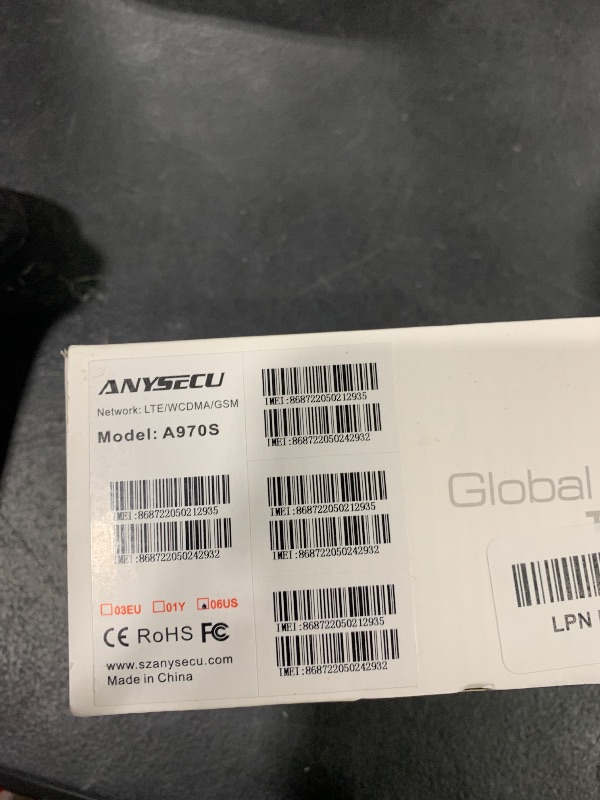 ANYSECU
Network: LTE/WCDMA/GSM
Model: A970S
IMEI:868722050212935
IMEI:868722050242932
03EU 01Y 06US
CE RoHS FC
www.szanysecu.com
Made in China
IMEI:868722050212935
IMEI:868722050242932
IMEI:868722050212935
IMEI:868722050242932
IMEI:868722050212935
IMEI:868722050242932
Global
LPN